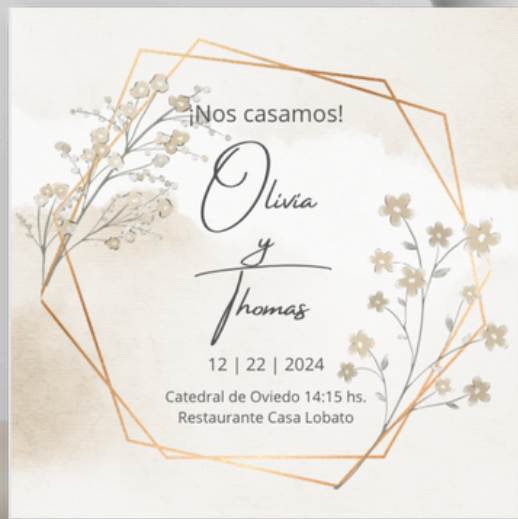 ¡Nos casamos!
Olivia
y
Thomas
12 | 22 | 2024
Catedral de Oviedo 14:15 hs.
Restaurante Casa Lobato